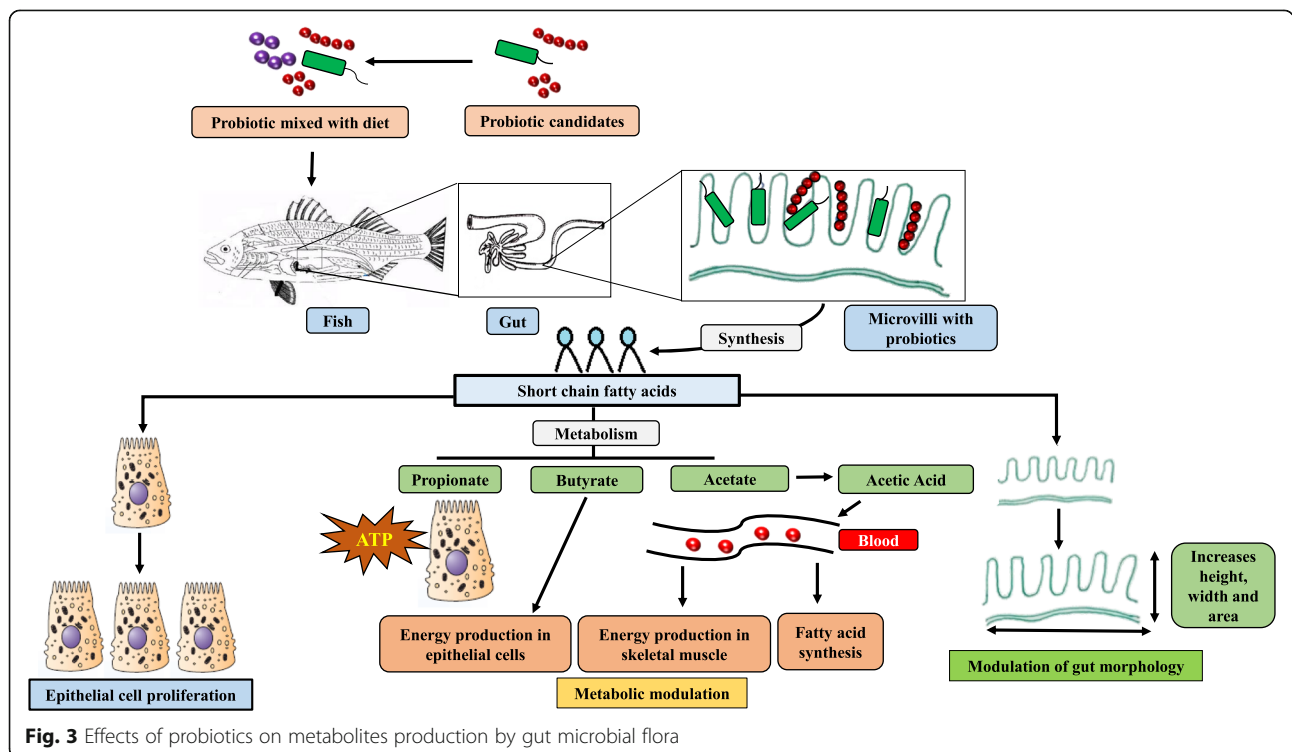 Probiotic mixed with diet
Probiotic candidates
Fish
Gut
Microvilli with
probiotics
Synthesis
Short chain fatty acids
Metabolism
Propionate
Butyrate
Acetate
Acetic Acid
ATP
Blood
Increases
height,
width and
area
Energy production in
epithelial cells
Energy production in
skeletal muscle
Fatty acid
synthesis
Modulation of gut morphology
Epithelial cell proliferation
Metabolic modulation
Fig. 3 Effects of probiotics on metabolites production by gut microbial flora